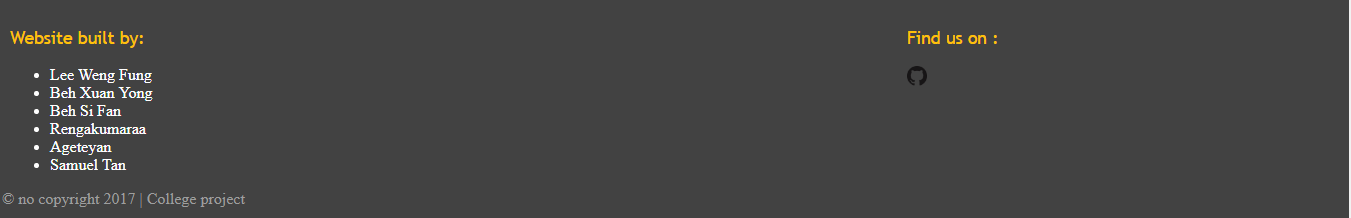 Website built by:
Lee Weng Fung
Beh Xuan Yong
Beh Si Fan
Rengakumaraa
Ageteyan
Samuel Tan
Find us on :
© no copyright 2017 | College project